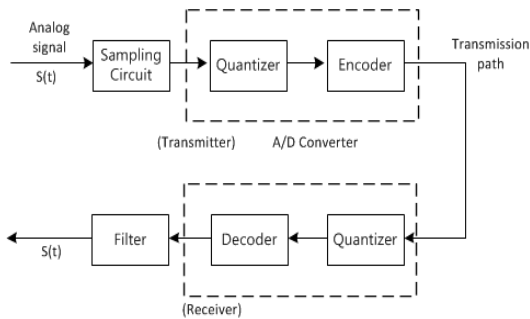 Analog
signal
S(t)
Sampling
Circuit
Quantizer
Encoder
Transmission
path
(Transmitter)
A/D Converter
S(t)
Filter
Decoder
Quantizer
(Receiver)